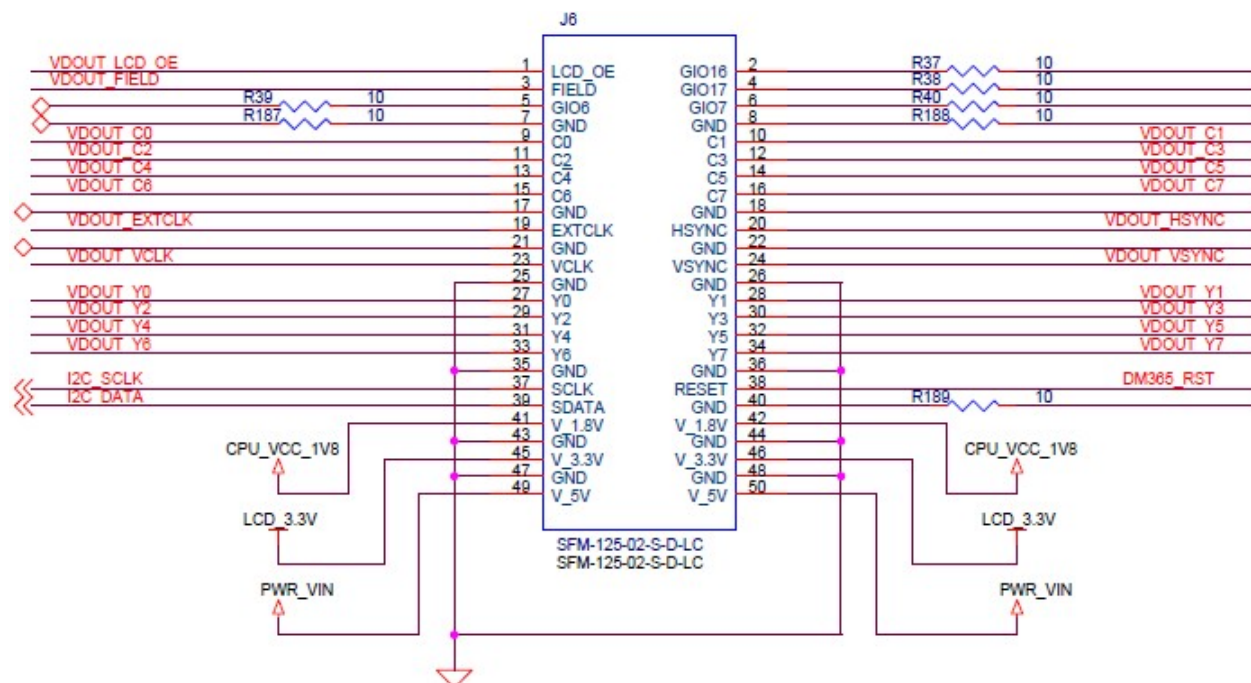 J6
VDOUT_LCD_OE 1 LCD_OE GIO16 2 R37 10
VDOUT_FIELD 3 FIELD GIO17 4 R38 10
R39 10 5 GIO6 GIO7 6 R40 10
R187 10 7 GND GND 8 R188 10
VDOUT_C0 9 C0 C1 10 VDOUT_C1
VDOUT_C2 11 C2 C3 12 VDOUT_C3
VDOUT_C4 13 C4 C5 14 VDOUT_C5
VDOUT_C6 15 C6 C7 16 VDOUT_C7
17 GND GND 18
VDOUT_EXTCLK 19 EXTCLK HSYNC 20 VDOUT_HSYNC
21 GND GND 22
VDOUT_VCLK 23 VCLK VSYNC 24 VDOUT_VSYNC
25 GND GND 26
VDOUT_Y0 27 Y0 Y1 28 VDOUT_Y1
VDOUT_Y2 29 Y2 Y3 30 VDOUT_Y3
VDOUT_Y4 31 Y4 Y5 32 VDOUT_Y5
VDOUT_Y6 33 Y6 Y7 34 VDOUT_Y7
35 GND GND 36
I2C_SCLK 37 SCLK RESET 38 DM365_RST
I2C_DATA 39 SDATA GND 40 R189 10
41 V_1.8V V_1.8V 42
43 GND GND 44
CPU_VCC_1V8 45 V_3.3V V_3.3V 46 CPU_VCC_1V8
47 GND GND 48
49 V_5V V_5V 50
LCD_3.3V LCD_3.3V
SFM-125-02-S-D-LC
SFM-125-02-S-D-LC
PWR_VIN PWR_VIN